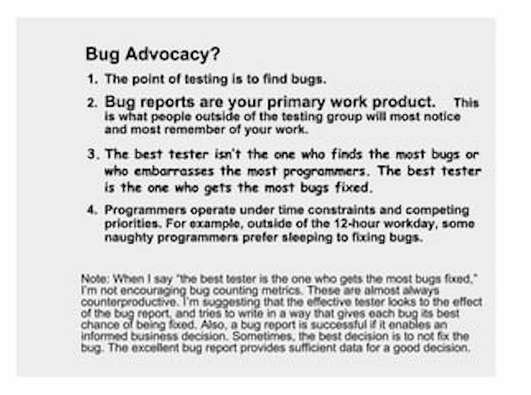 Bug Advocacy?
1. The point of testing is to find bugs.
2. Bug reports are your primary work product. This
is what people outside of the testing group will most notice
and most remember of your work.
3. The best tester isn't the one who finds the most bugs or
who embarrasses the most programmers. The best tester
is the one who gets the most bugs fixed.
4. Programmers operate under time constraints and competing
priorities. For example, outside of the 12-hour workday, some
naughty programmers prefer sleeping to fixing bugs.
Note: When I say "the best tester is the one who gets the most bugs fixed,"
I'm not encouraging bug counting metrics. These are almost always
counterproductive. I'm suggesting that the effective tester looks to the effect
of the bug report, and tries to write in a way that gives each bug its best
chance of being fixed. Also, a bug report is successful if it enables an
informed business decision. Sometimes, the best decision is to not fix the
bug. The excellent bug report provides sufficient data for a good decision.